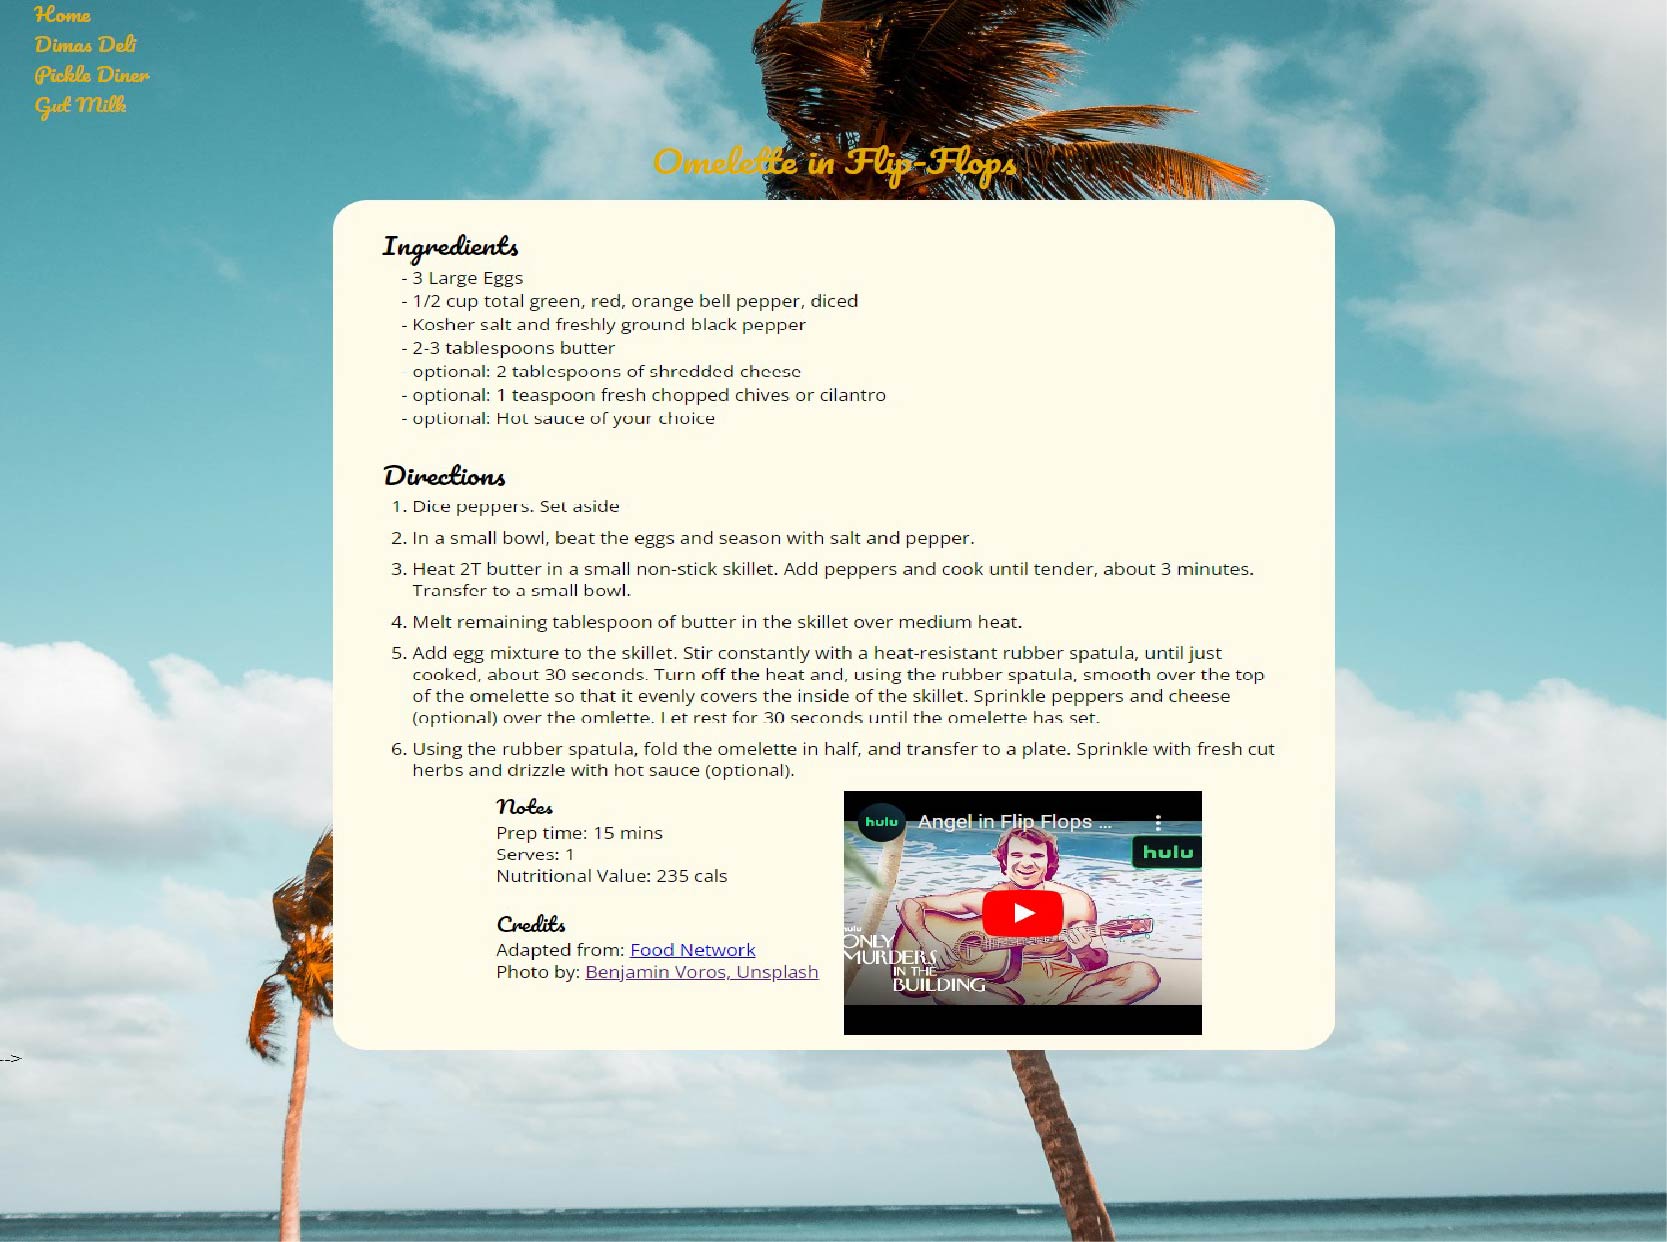 Home
Dimas Deli
Pickle Diner
Gut Milk
Omelette in Flip-Flops
Ingredients
- 3 Large Eggs
- 1/2 cup total green, red, orange bell pepper, diced
- Kosher salt and freshly ground black pepper
- 2-3 tablespoons butter
- optional: 2 tablespoons of shredded cheese
- optional: 1 teaspoon fresh chopped chives or cilantro
- optional: Hot sauce of your choice
Directions
1. Dice peppers. Set aside
2. In a small bowl, beat the eggs and season with salt and pepper.
3. Heat 2T butter in a small non-stick skillet. Add peppers and cook until tender, about 3 minutes.
Transfer to a small bowl.
4. Melt remaining tablespoon of butter in the skillet over medium heat.
5. Add egg mixture to the skillet. Stir constantly with a heat-resistant rubber spatula, until just
cooked, about 30 seconds. Turn off the heat and, using the rubber spatula, smooth over the top
of the omelette so that it evenly covers the inside of the skillet. Sprinkle peppers and cheese
(optional) over the omlette. Let rest for 30 seconds until the omelette has set.
6. Using the rubber spatula, fold the omelette in half, and transfer to a plate. Sprinkle with fresh cut
herbs and drizzle with hot sauce (optional).
Notes
Prep time: 15 mins
Serves: 1
Nutritional Value: 235 cals
Credits
Adapted from: Food Network
Photo by: Benjamin Voros, Unsplash
hulu Angel in Flip Flops ...
hulu
hulu
ONLY
MURDERS
IN THE
BUILDING
-->